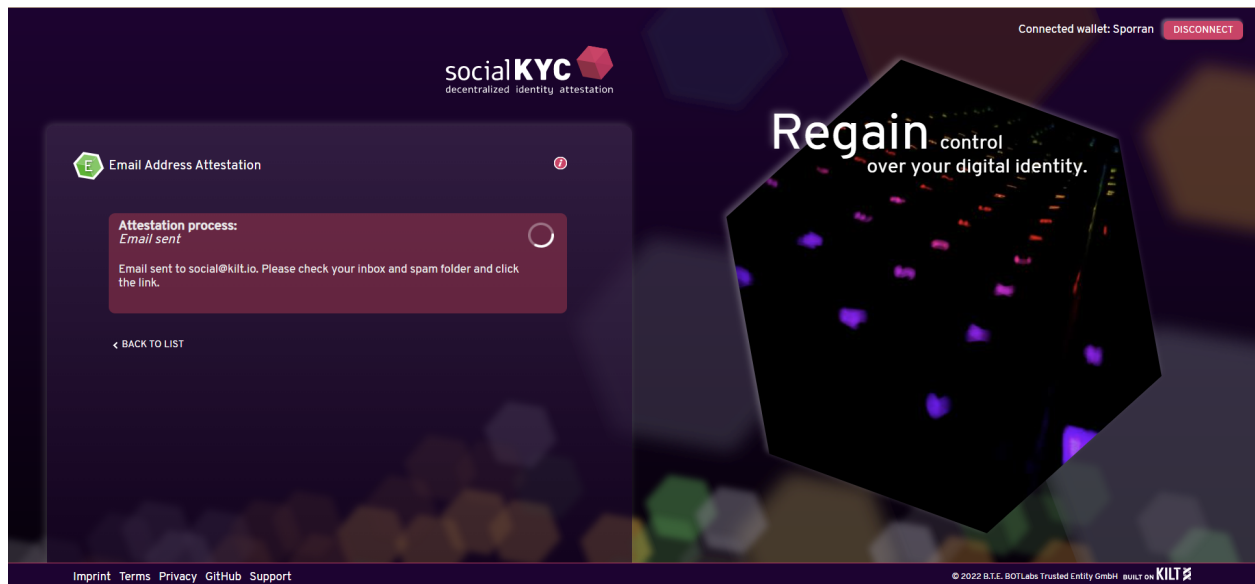 Connected wallet: Sporran DISCONNECT
socialKYC
decentralized identity attestation
Regain control
over your digital identity.
E Email Address Attestation i
Attestation process:
Email sent
Email sent to social@kilt.io. Please check your inbox and spam folder and click
the link.
< BACK TO LIST
Imprint Terms Privacy GitHub Support
© 2022 B.T.E. BOTLabs Trusted Entity GmbH BUILT ON KILT